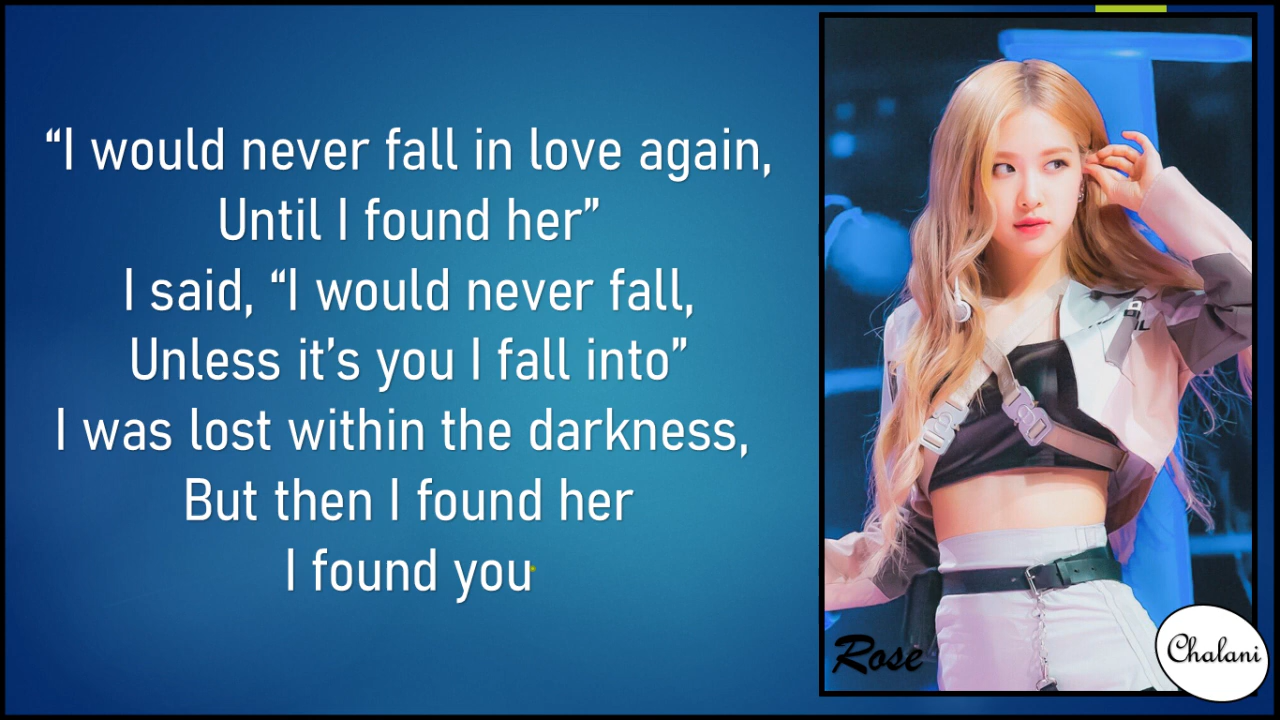 “I would never fall in love again,
Until I found her”
I said, “I would never fall,
Unless it’s you I fall into”
I was lost within the darkness,
But then I found her
I found you
Rose
Chalani